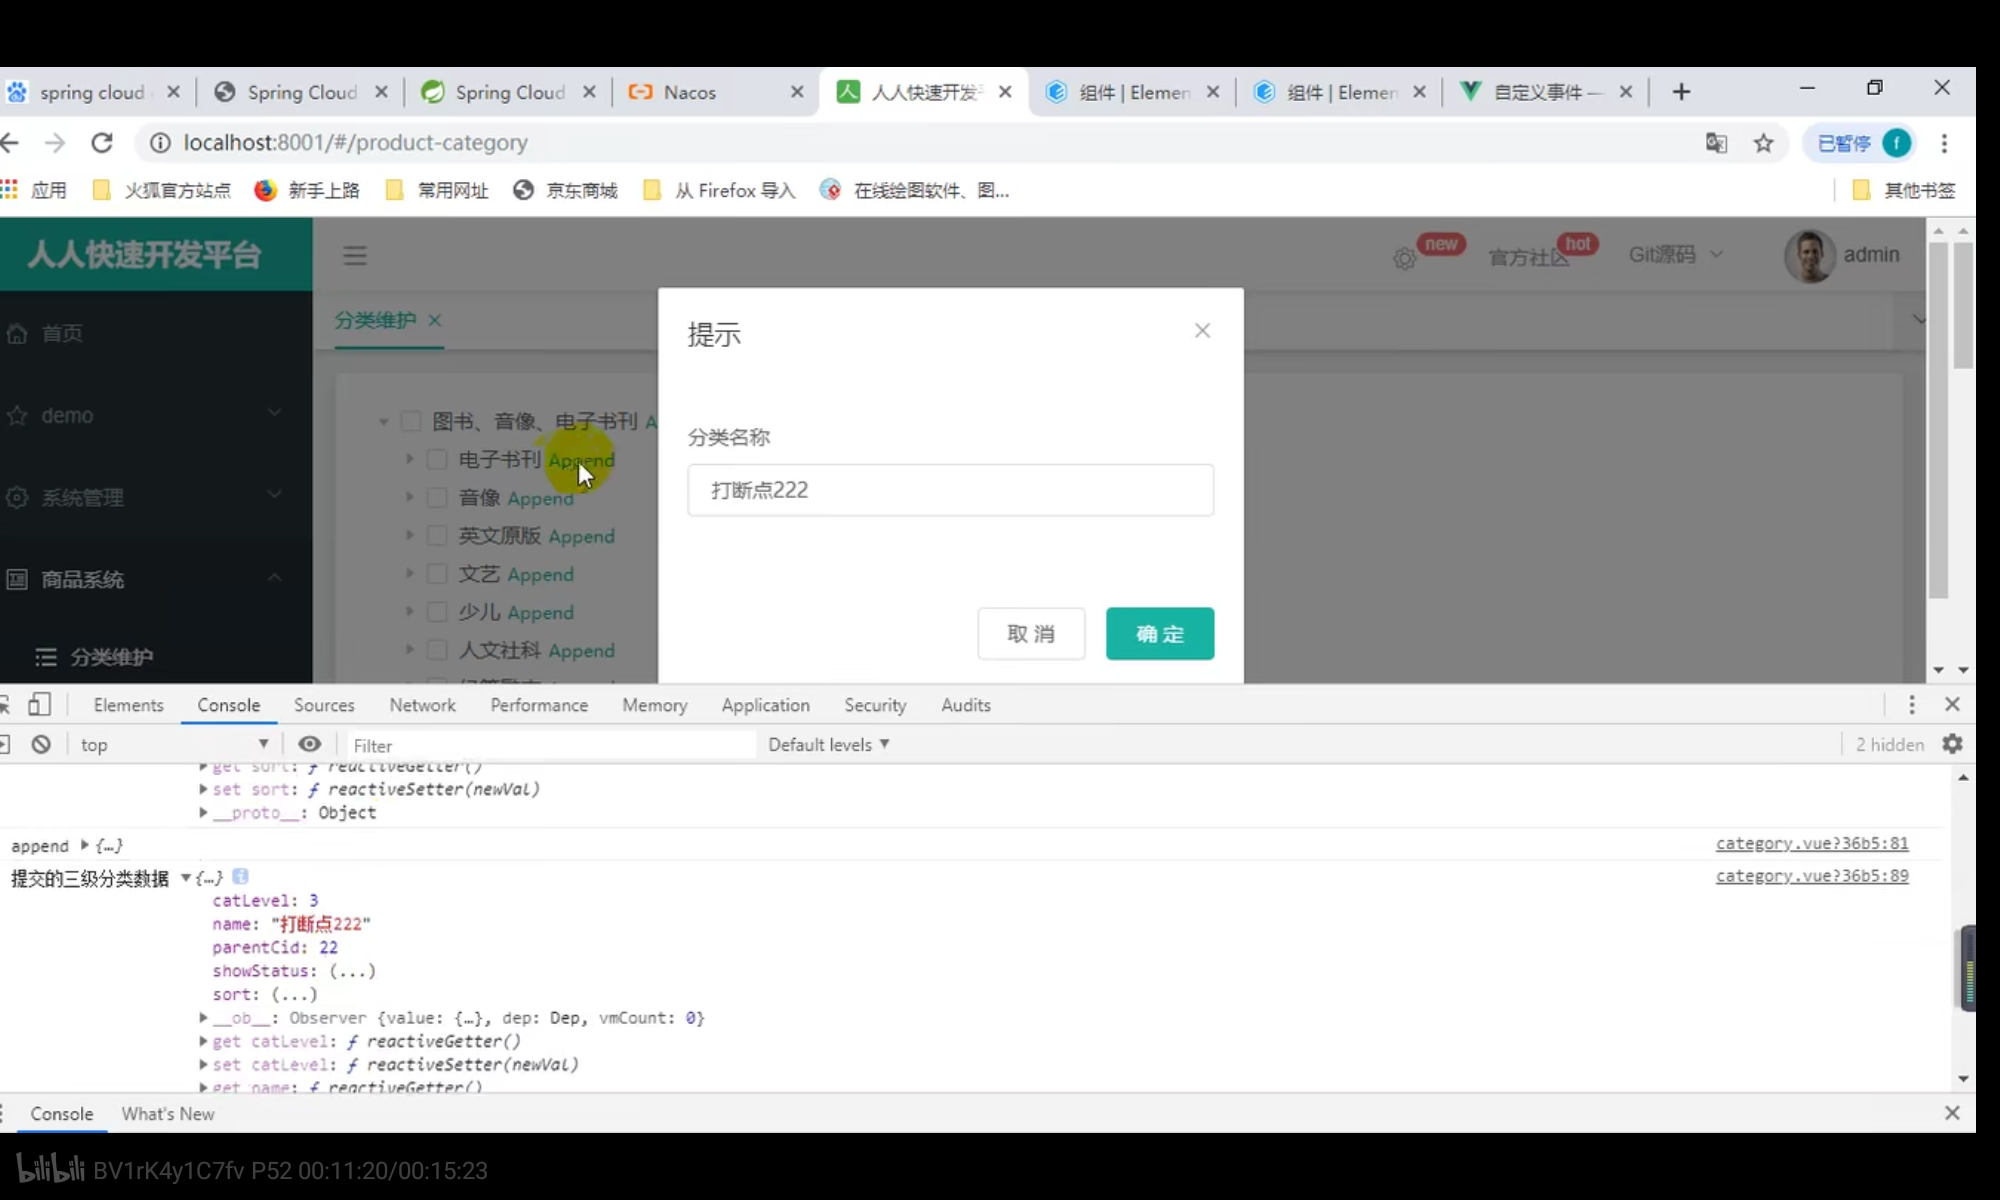 spring cloud
Spring Cloud
Spring Cloud
Nacos
人人快速开发
组件 | Elemen
组件 | Elemen
自定义事件 —
localhost:8001/#/product-category
已暂停
f
应用
火狐官方站点
新手上路
常用网址
京东商城
从 Firefox 导入
在线绘图软件、图...
其他书签
人人快速开发平台
new
官方社区
hot
Git源码
admin
首页
demo
系统管理
商品系统
分类维护
分类维护
图书、音像、电子书刊 A
电子书刊 Append
音像 Append
英文原版 Append
文艺 Append
少儿 Append
人文社科 Append
提示
分类名称
打断点222
取 消
确 定
Elements Console Sources Network Performance Memory Application Security Audits
top
Filter
Default levels ▼
2 hidden
get sort: ƒ reactiveGetter()
set sort: ƒ reactiveSetter(newVal)
__proto__: Object
append ▶{…}
category.vue?36b5:81
提交的三级分类数据 ▼{…}
category.vue?36b5:89
catLevel: 3
name: "打断点222"
parentCid: 22
showStatus: (...)
sort: (...)
__ob__: Observer {value: {…}, dep: Dep, vmCount: 0}
get catLevel: ƒ reactiveGetter()
set catLevel: ƒ reactiveSetter(newVal)
get name: ƒ reactiveGetter()
Console What's New
bilibili BV1rK4y1C7fv P52 00:11:20/00:15:23